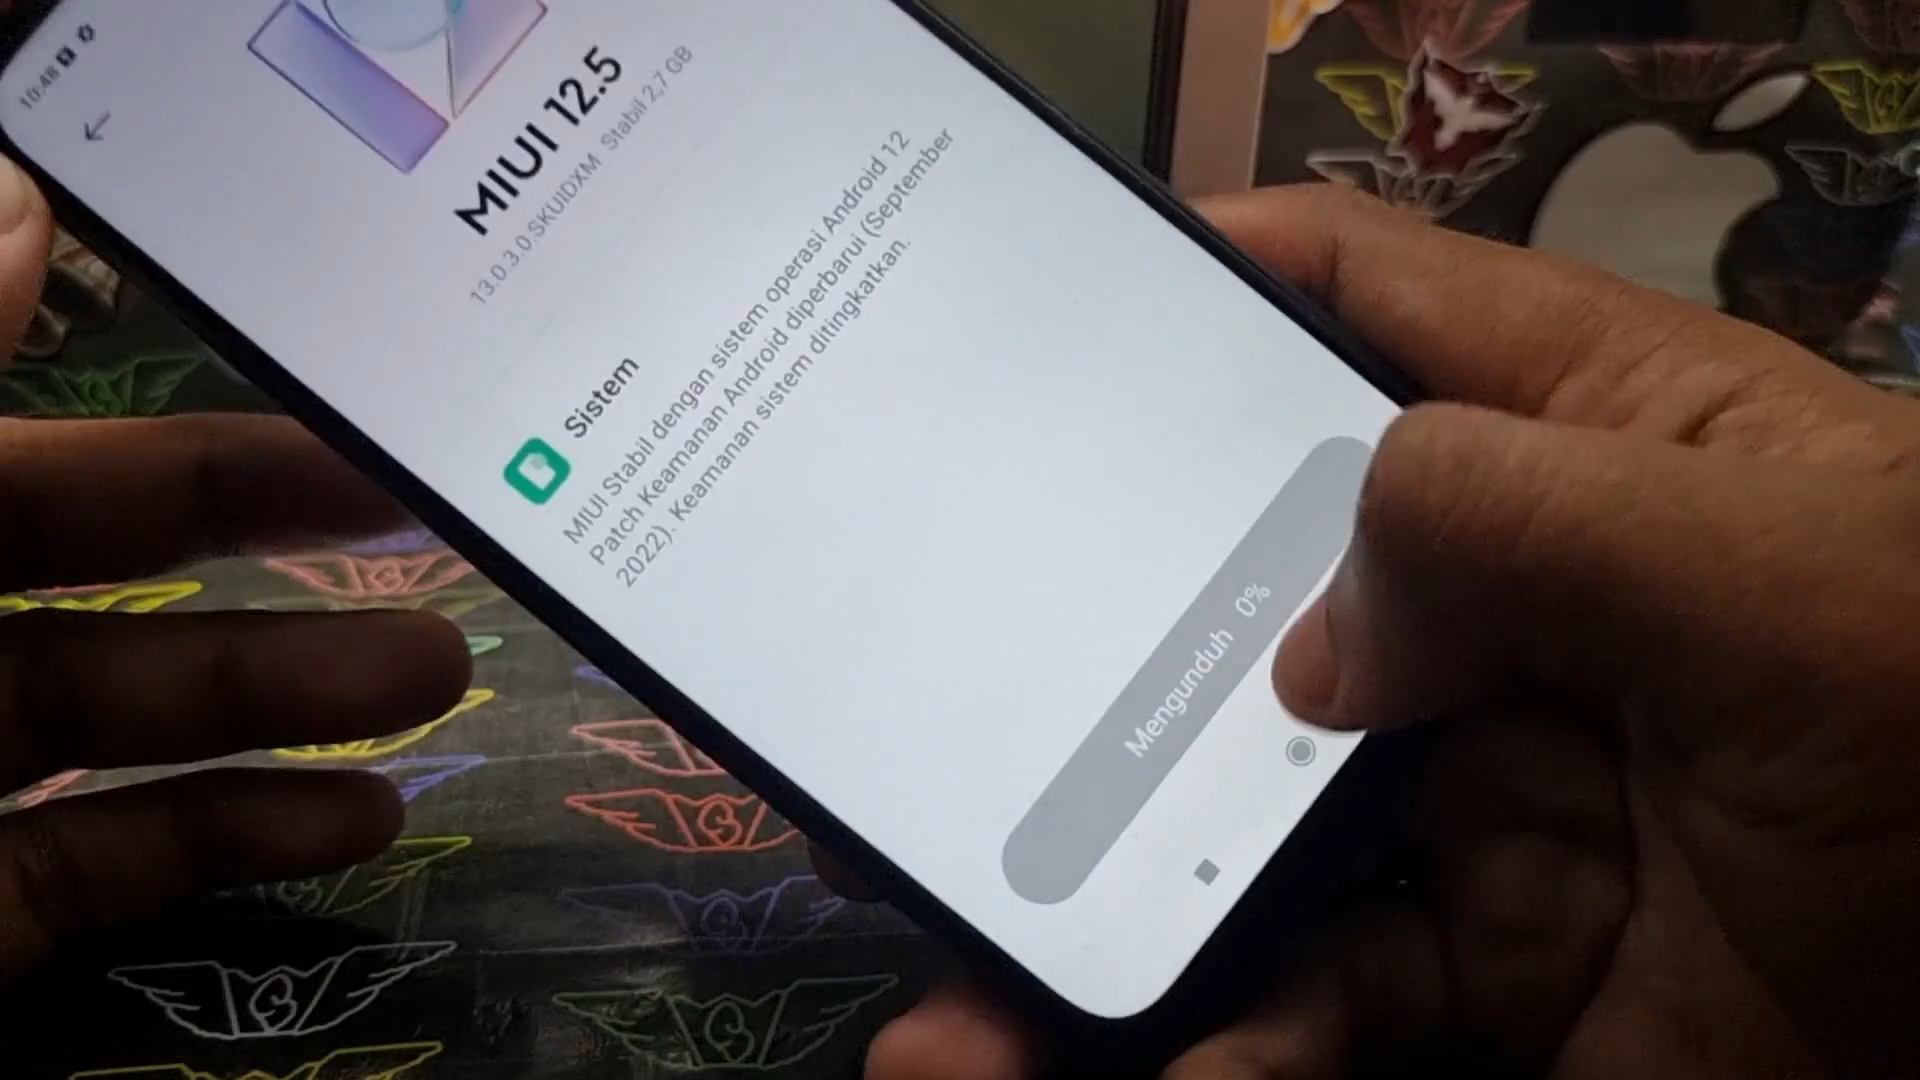 10:48
MIUI 12.5
13.0.3.0.SKUIDXM Stabil 2,7 GB
Sistem
MIUI Stabil dengan sistem operasi Android 12
Patch Keamanan Android diperbarui (September
2022). Keamanan sistem ditingkatkan.
Mengunduh 0%